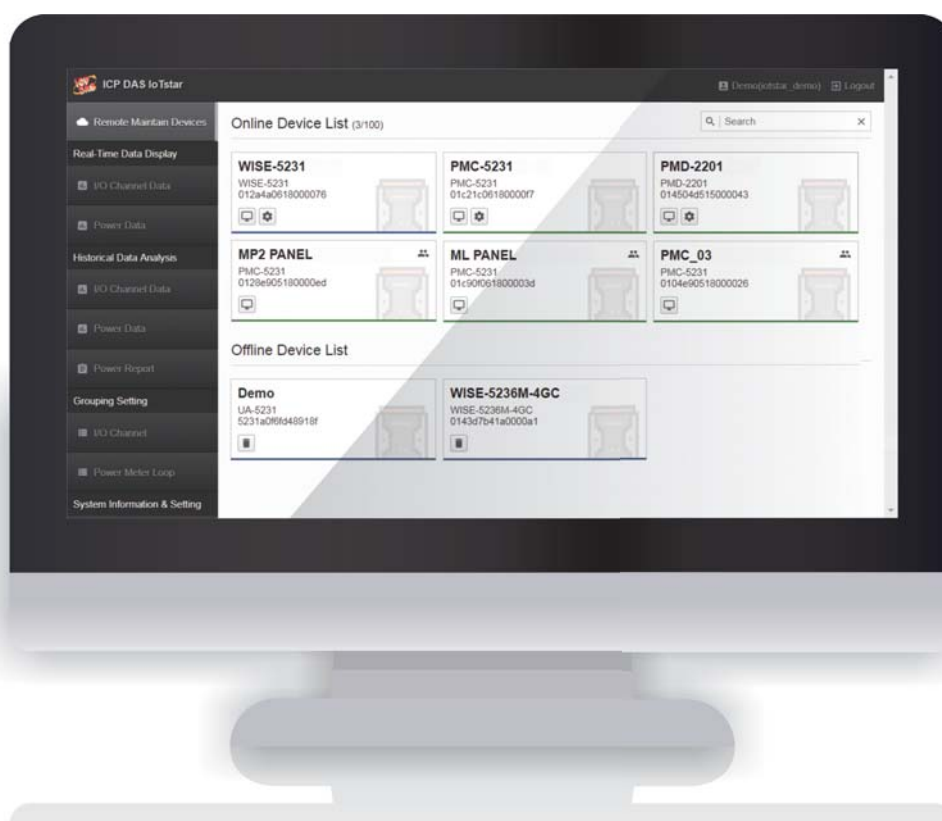 ICP DAS IoTstar
Demo(iotstar_demo) Logout
Remote Maintain Devices
Real-Time Data Display
I/O Channel Data
Power Data
Historical Data Analysis
I/O Channel Data
Power Data
Power Report
Grouping Setting
I/O Channel
Power Meter Loop
System Information & Setting
Online Device List (3/100)
Search
WISE-5231
WISE-5231
012a4a0618000076
PMC-5231
PMC-5231
01c21c06180000f7
PMD-2201
PMD-2201
014504d515000043
MP2 PANEL
PMC-5231
0128e905180000ed
ML PANEL
PMC-5231
01c90f061800003d
PMC_03
PMC-5231
0104e90518000026
Offline Device List
Demo
UA-5231
5231a0f6fd48918f
WISE-5236M-4GC
WISE-5236M-4GC
0143d7b41a0000a1